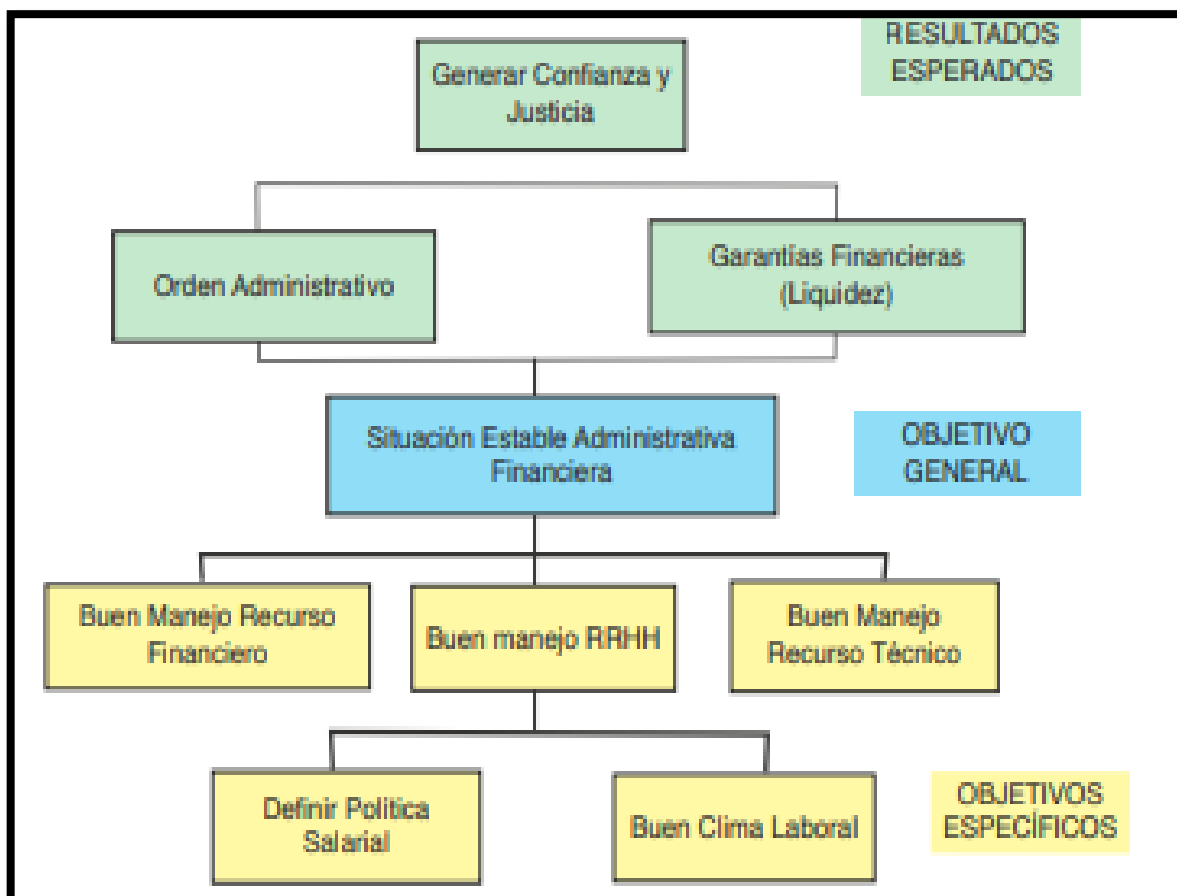 RESULTADOS
ESPERADOS
Generar Confianza y
Justicia
Orden Administrativo
Garantías Financieras
(Liquidez)
Situación Estable Administrativa
Financiera
OBJETIVO
GENERAL
Buen Manejo Recurso
Financiero
Buen manejo RRHH
Buen Manejo
Recurso Técnico
Definir Política
Salarial
Buen Clima Laboral
OBJETIVOS
ESPECÍFICOS